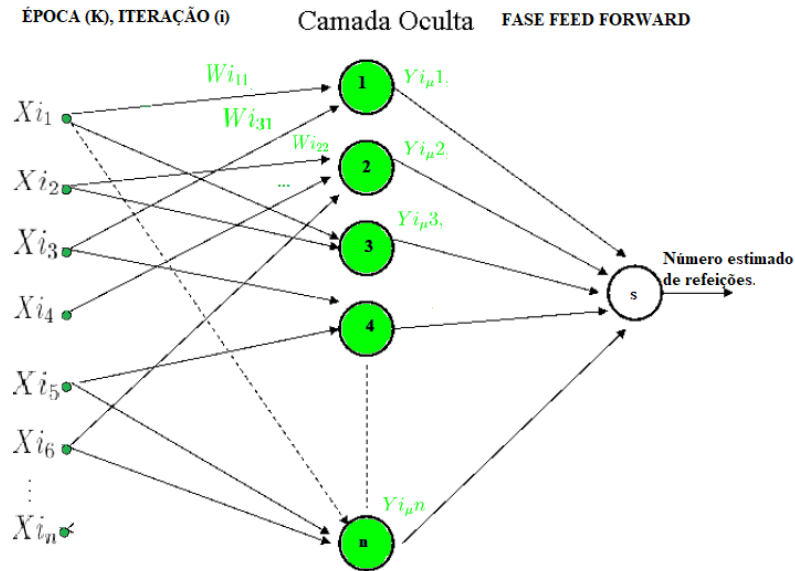 ÉPOCA (K), ITERAÇÃO (i)
Camada Oculta
FASE FEED FORWARD
Xi₁
Xi₂
Xi₃
Xi₄
Xi₅
Xi₆
⋮
Xiₙ
Wi₁₁
Wi₃₁
Wi₂₂
...
1
2
3
4
n
Yiμ1,
Yiμ2,
Yiμ3,
Yiμn
s
Número estimado
de refeições.